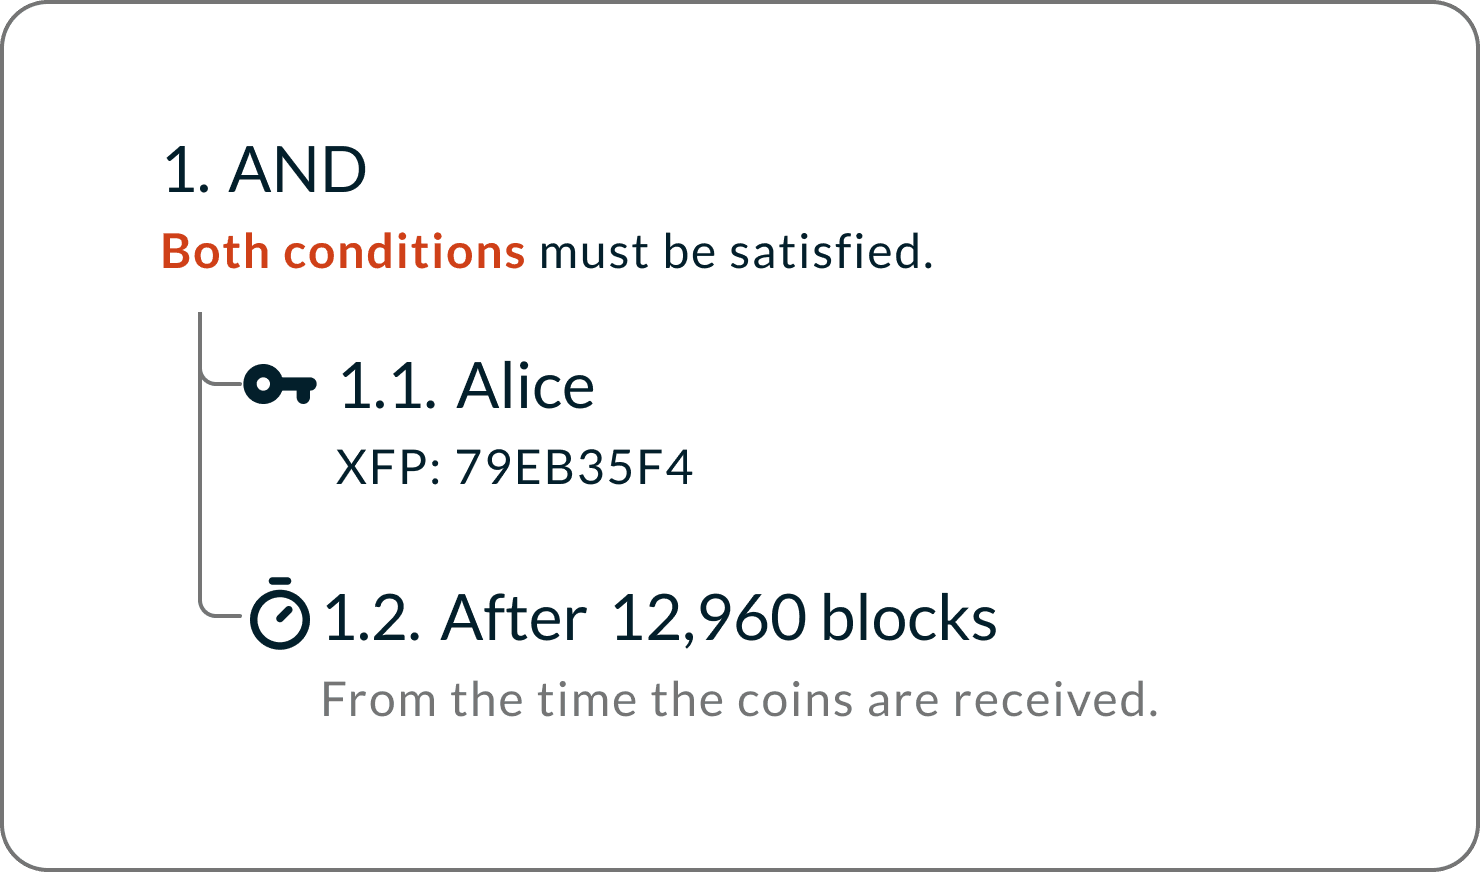 1. AND
Both conditions must be satisfied.
1.1. Alice
XFP: 79EB35F4
1.2. After 12,960 blocks
From the time the coins are received.